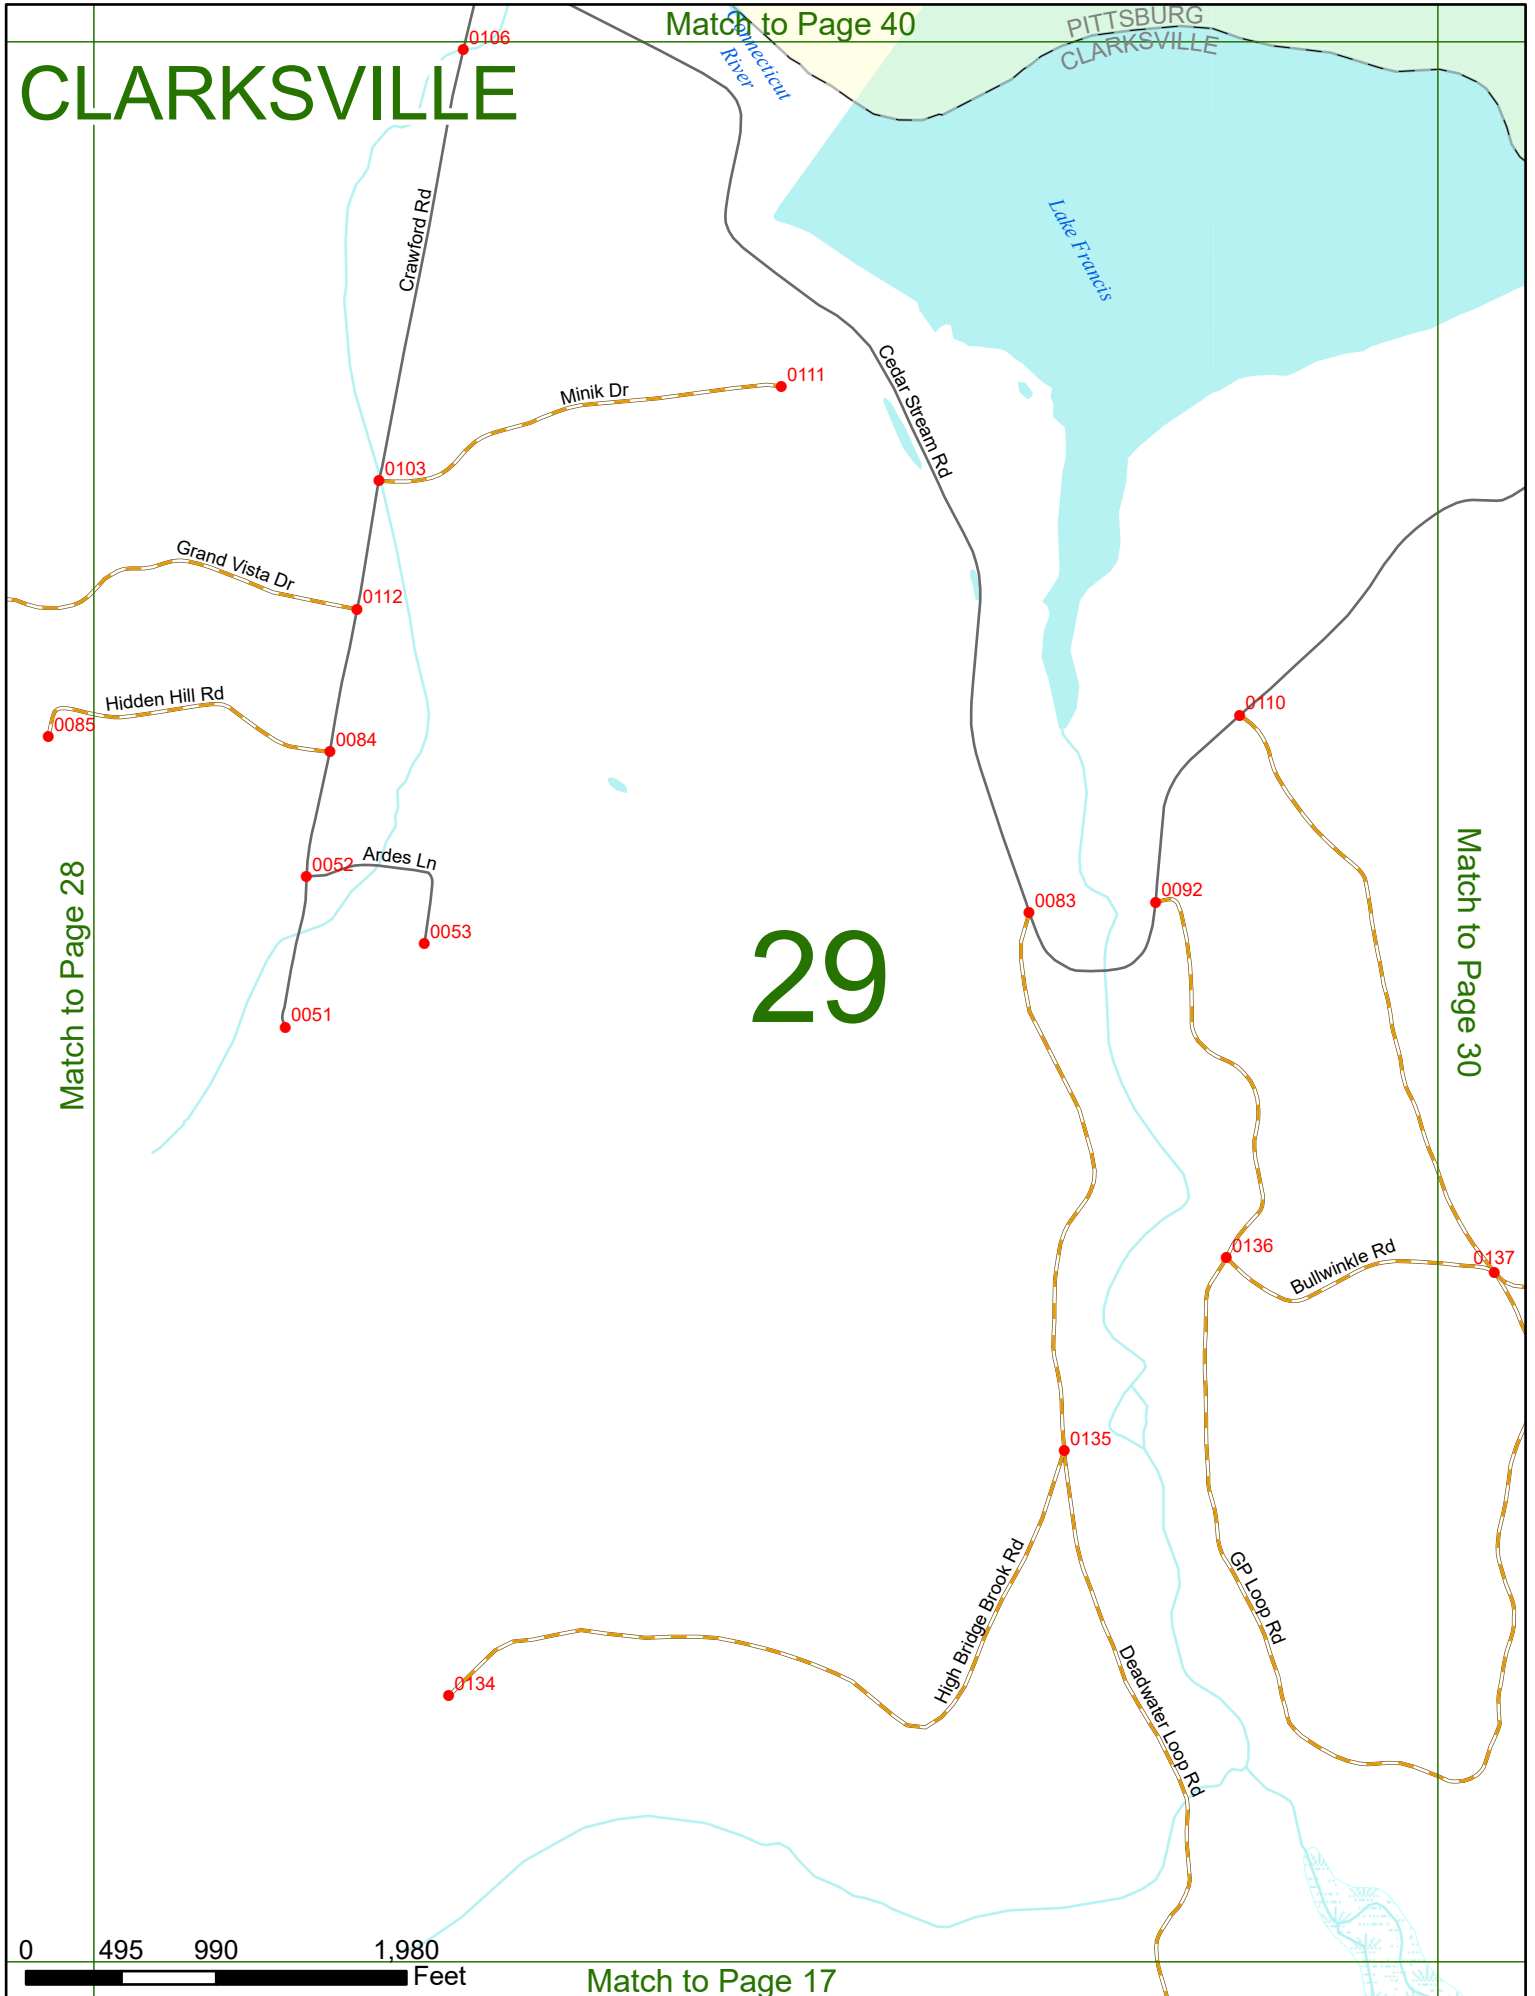 Match to Page 40
PITTSBURG
CLARKSVILLE
0106
CLARKSVILLE
Connecticut
River
Crawford Rd
Lake Francis
Cedar Stream Rd
0111
Minik Dr
0103
Grand Vista Dr
0112
Hidden Hill Rd
0085
0084
0110
Match to Page 28
Match to Page 30
Ardes Ln
0052
0083
0092
0053
29
0051
0136
Bullwinkle Rd
0137
0135
High Bridge Brook Rd
GP Loop Rd
0134
Deadwater Loop Rd
0 495 990 1,980
Feet
Match to Page 17